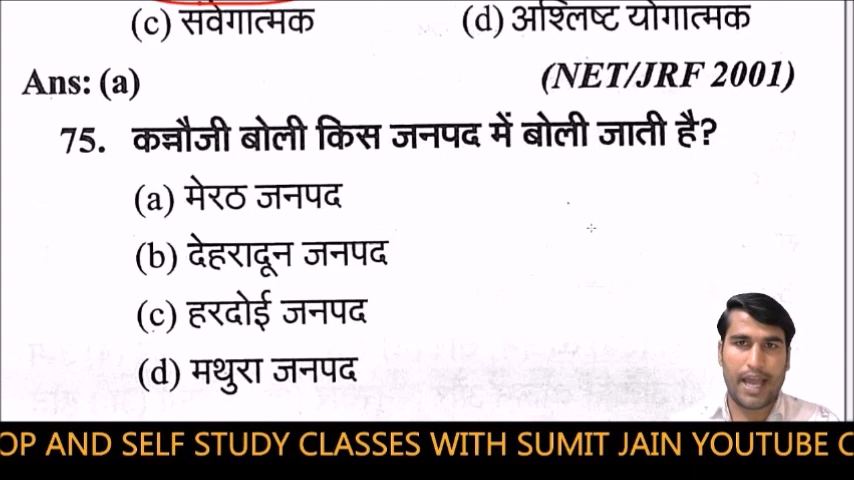 (c) संवेगात्मक (d) अश्लिष्ट योगात्मक
Ans: (a) (NET/JRF 2001)
75. कन्नौजी बोली किस जनपद में बोली जाती है?
(a) मेरठ जनपद
(b) देहरादून जनपद
(c) हरदोई जनपद
(d) मथुरा जनपद
OP AND SELF STUDY CLASSES WITH SUMIT JAIN YOUTUBE C